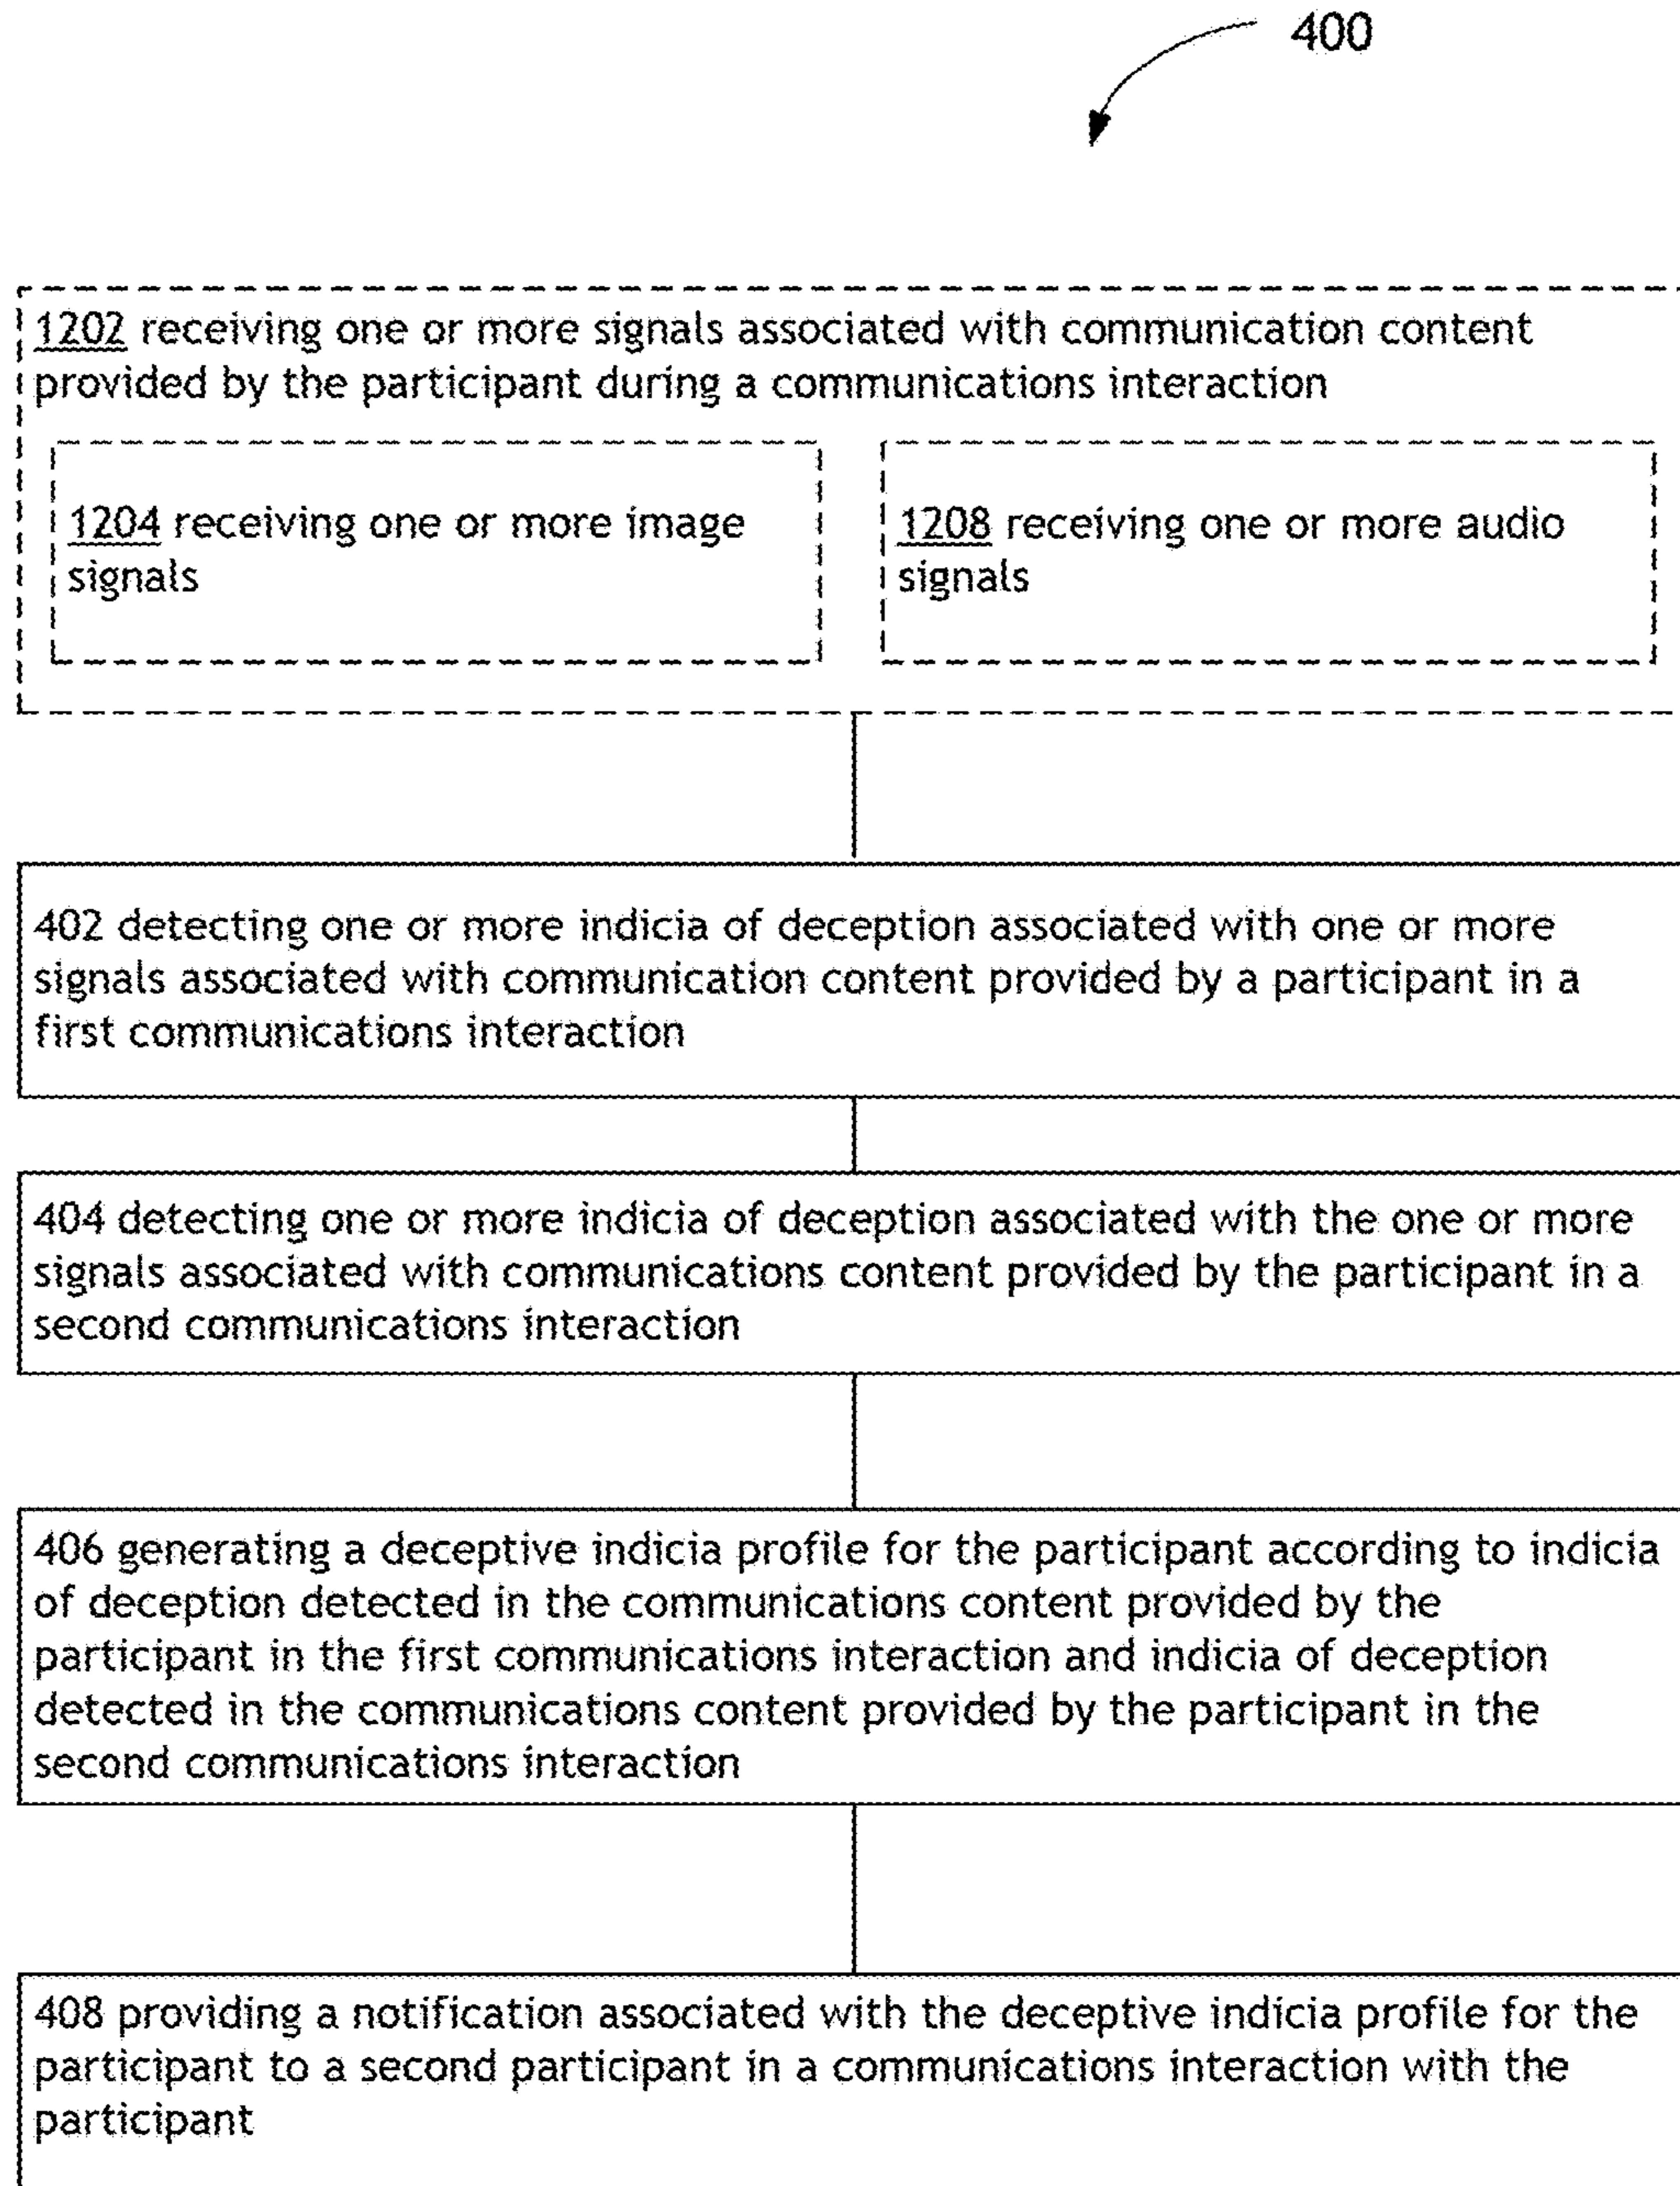 400
1202 receiving one or more signals associated with communication content
provided by the participant during a communications interaction
1204 receiving one or more image
signals
1208 receiving one or more audio
signals
402 detecting one or more indicia of deception associated with one or more
signals associated with communication content provided by a participant in a
first communications interaction
404 detecting one or more indicia of deception associated with the one or more
signals associated with communications content provided by the participant in a
second communications interaction
406 generating a deceptive indicia profile for the participant according to indicia
of deception detected in the communications content provided by the
participant in the first communications interaction and indicia of deception
detected in the communications content provided by the participant in the
second communications interaction
408 providing a notification associated with the deceptive indicia profile for the
participant to a second participant in a communications interaction with the
participant